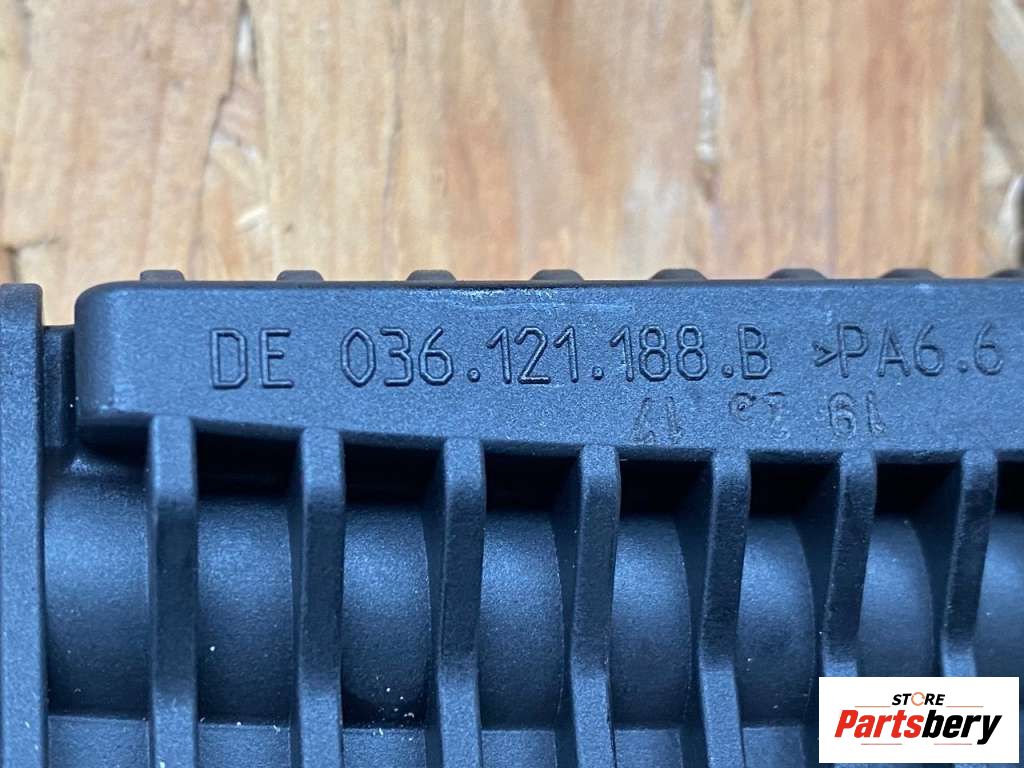 DE 036.121.188.B >PA6.6
STORE
Partsbery